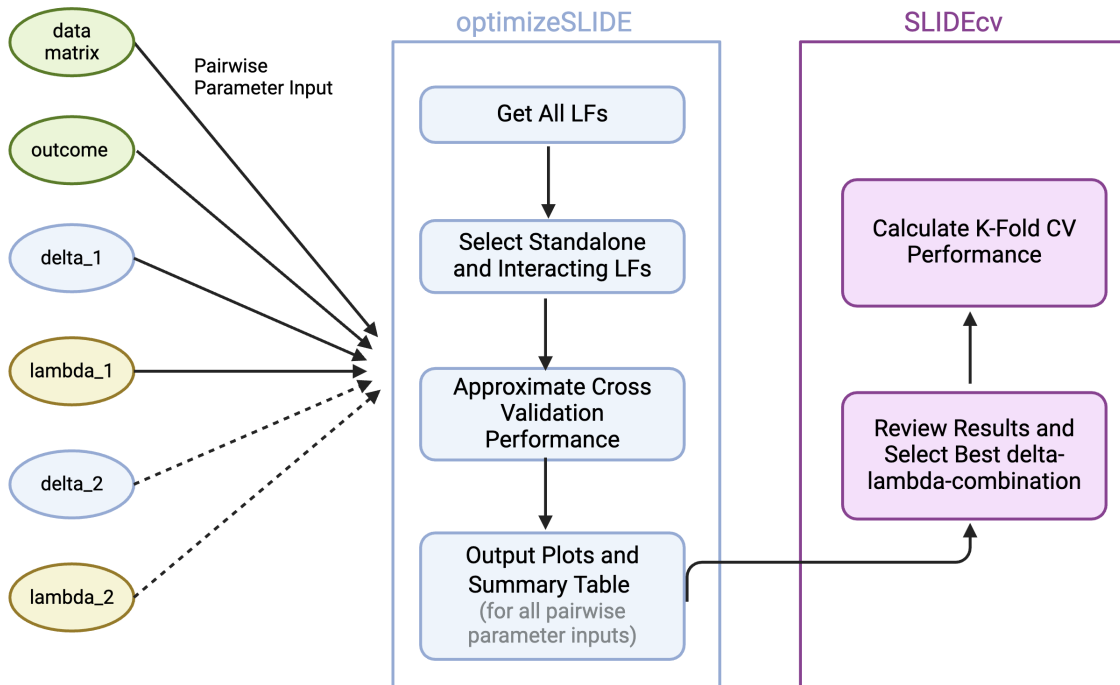 data
matrix
outcome
delta_1
lambda_1
delta_2
lambda_2
Pairwise
Parameter Input
optimizeSLIDE
Get All LFs
Select Standalone
and Interacting LFs
Approximate Cross
Validation
Performance
Output Plots and
Summary Table
(for all pairwise
parameter inputs)
SLIDEcv
Calculate K-Fold CV
Performance
Review Results and
Select Best delta-
lambda-combination